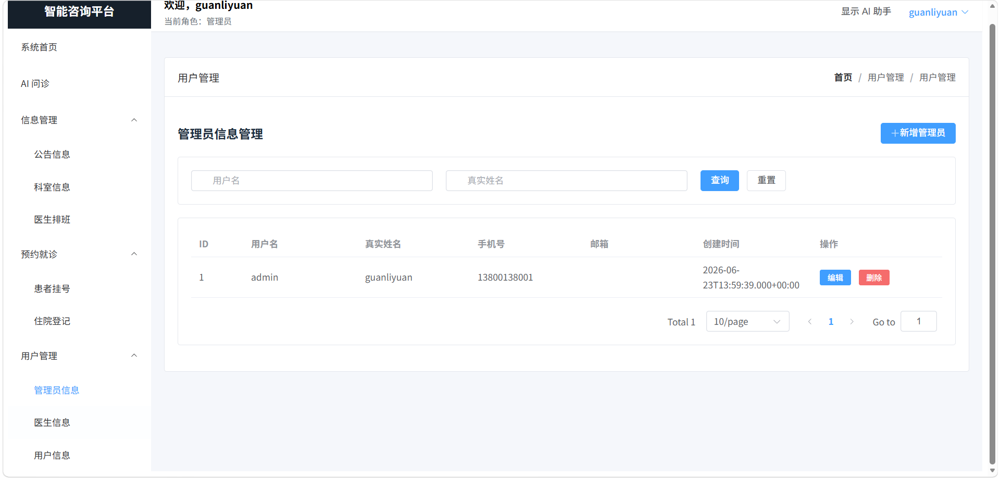 智能咨询平台
欢迎，guanliyuan
当前角色：管理员
显示 AI 助手
guanliyuan
系统首页
AI 问诊
信息管理
公告信息
科室信息
医生排班
预约就诊
患者挂号
住院登记
用户管理
管理员信息
医生信息
用户信息
用户管理
首页 / 用户管理 / 用户管理
管理员信息管理
+新增管理员
用户名 真实姓名 查询 重置
ID 用户名 真实姓名 手机号 邮箱 创建时间 操作
1 admin guanliyuan 13800138001 2026-06-
23T13:59:39.000+00:00 编辑 删除
Total 1 10/page 1 Go to 1